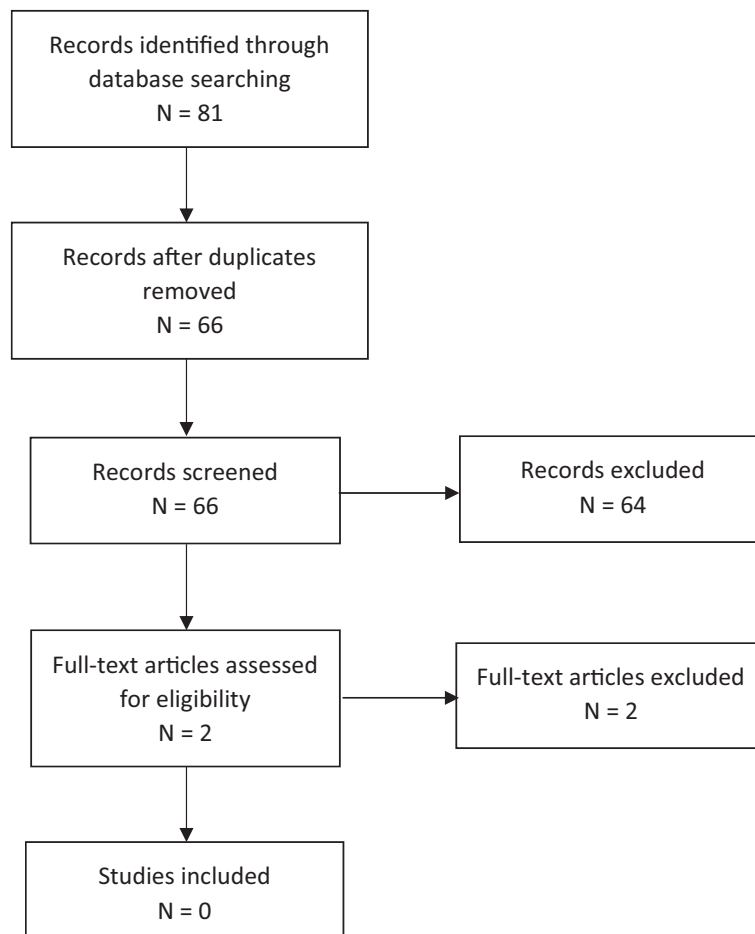 Records identified through
database searching
N = 81
Records after duplicates
removed
N = 66
Records screened
N = 66
Records excluded
N = 64
Full-text articles assessed
for eligibility
N = 2
Full-text articles excluded
N = 2
Studies included
N = 0